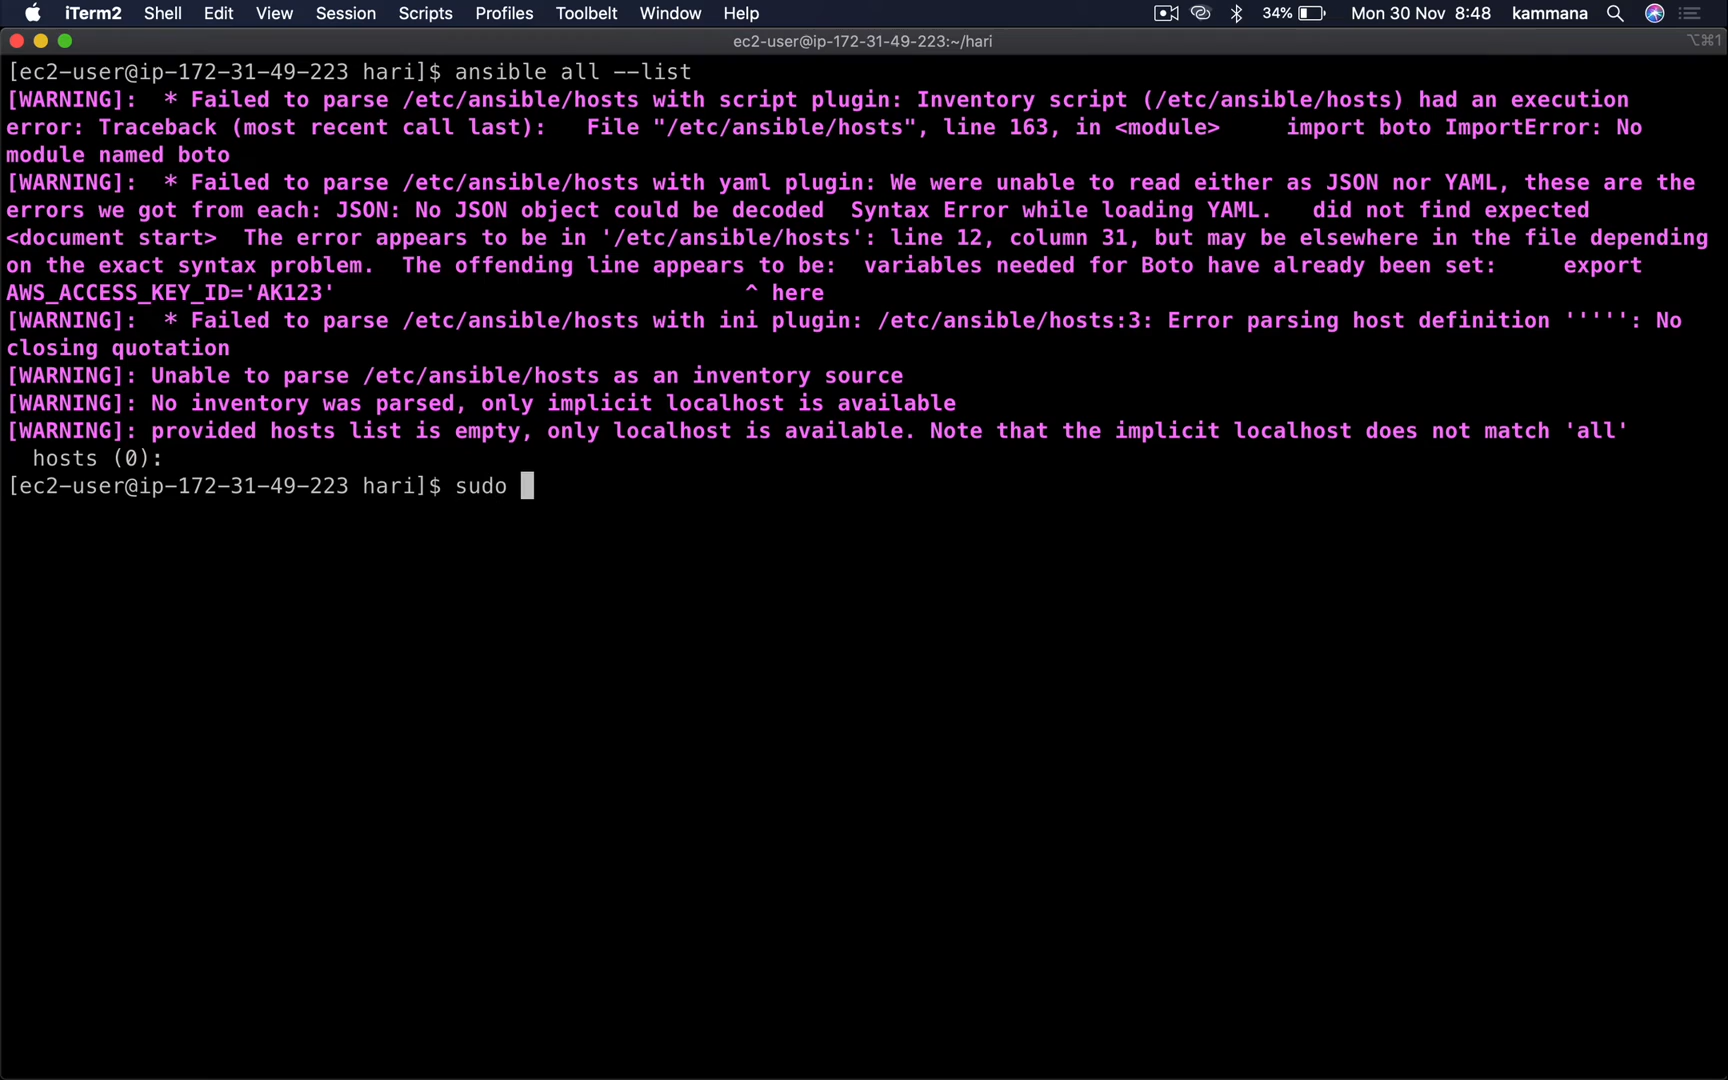 iTerm2 Shell Edit View Session Scripts Profiles Toolbelt Window Help 34% Mon 30 Nov 8:48 kammana
ec2-user@ip-172-31-49-223:~/hari ⌥⌘1
[ec2-user@ip-172-31-49-223 hari]$ ansible all --list
[WARNING]:  * Failed to parse /etc/ansible/hosts with script plugin: Inventory script (/etc/ansible/hosts) had an execution
error: Traceback (most recent call last):   File "/etc/ansible/hosts", line 163, in <module>     import boto ImportError: No
module named boto
[WARNING]:  * Failed to parse /etc/ansible/hosts with yaml plugin: We were unable to read either as JSON nor YAML, these are the
errors we got from each: JSON: No JSON object could be decoded  Syntax Error while loading YAML.   did not find expected
<document start>  The error appears to be in '/etc/ansible/hosts': line 12, column 31, but may be elsewhere in the file depending
on the exact syntax problem.  The offending line appears to be:  variables needed for Boto have already been set:     export
AWS_ACCESS_KEY_ID='AK123'                               ^ here
[WARNING]:  * Failed to parse /etc/ansible/hosts with ini plugin: /etc/ansible/hosts:3: Error parsing host definition ''''': No
closing quotation
[WARNING]: Unable to parse /etc/ansible/hosts as an inventory source
[WARNING]: No inventory was parsed, only implicit localhost is available
[WARNING]: provided hosts list is empty, only localhost is available. Note that the implicit localhost does not match 'all'
  hosts (0):
[ec2-user@ip-172-31-49-223 hari]$ sudo